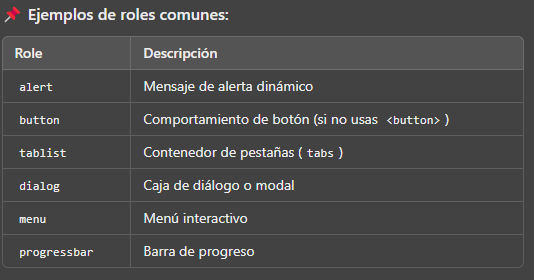 📌 Ejemplos de roles comunes:
Role Descripción
alert Mensaje de alerta dinámico
button Comportamiento de botón (si no usas <button>)
tablist Contenedor de pestañas (tabs)
dialog Caja de diálogo o modal
menu Menú interactivo
progressbar Barra de progreso